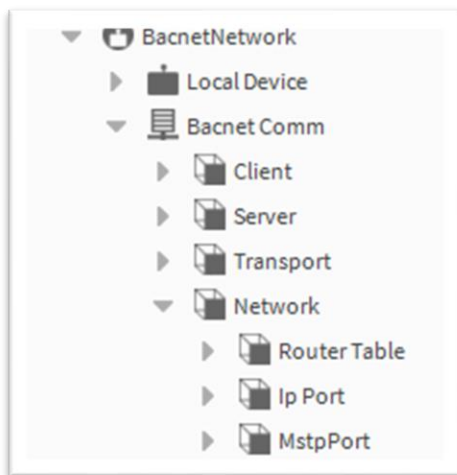 BacnetNetwork
Local Device
Bacnet Comm
Client
Server
Transport
Network
Router Table
Ip Port
MstpPort